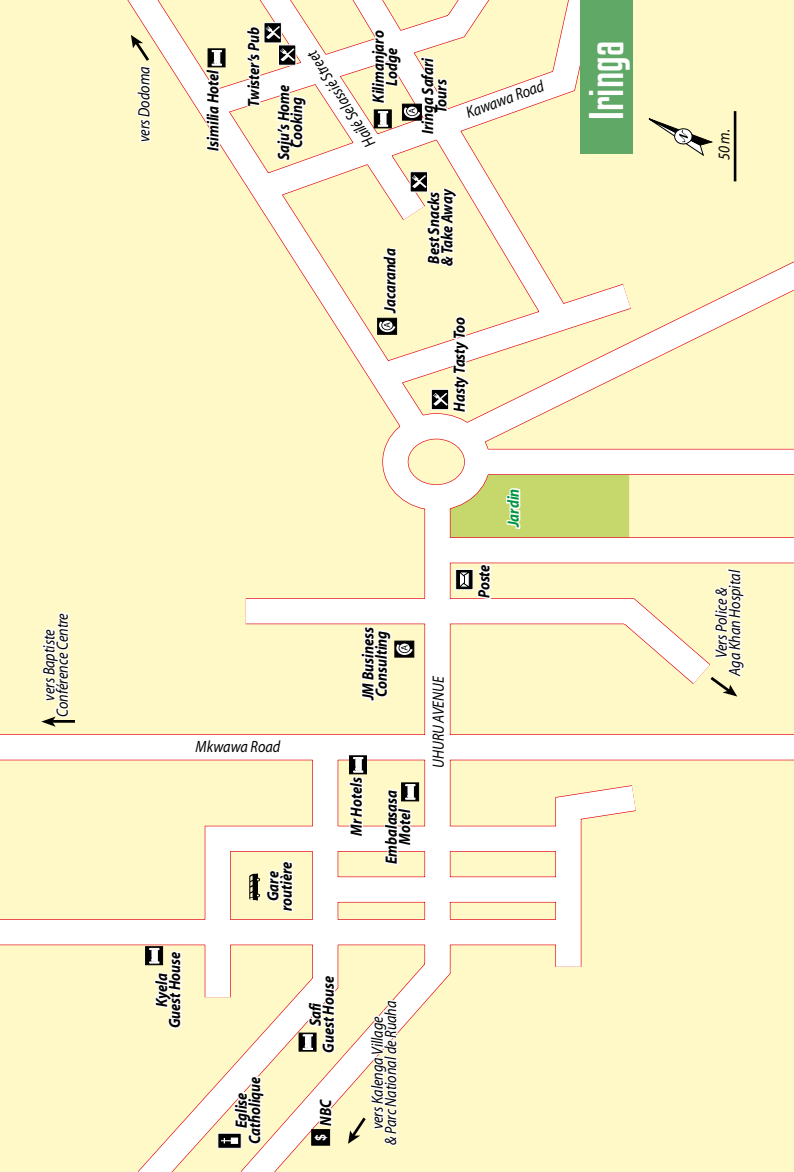 Iringa
50 m.
N
vers Dodoma
Isimilia Hotel
Twister's Pub
Saju's Home
Cooking
Hailé Selassié Street
Kilimanjaro
Lodge
Iringa Safari
Tours
Kawawa Road
Best Snacks
& Take Away
Jacaranda
Hasty Tasty Too
Jardin
Poste
vers Baptiste
Conférence Centre
JM Business
Consulting
Vers Police &
Aga Khan Hospital
Mkwawa Road
UHURU AVENUE
Mr Hotels
Embalasasa
Motel
Gare
routière
Kyela
Guest House
Safi
Guest House
vers Kalenga Village
& Parc National de Ruaha
Eglise
Catholique
$ NBC